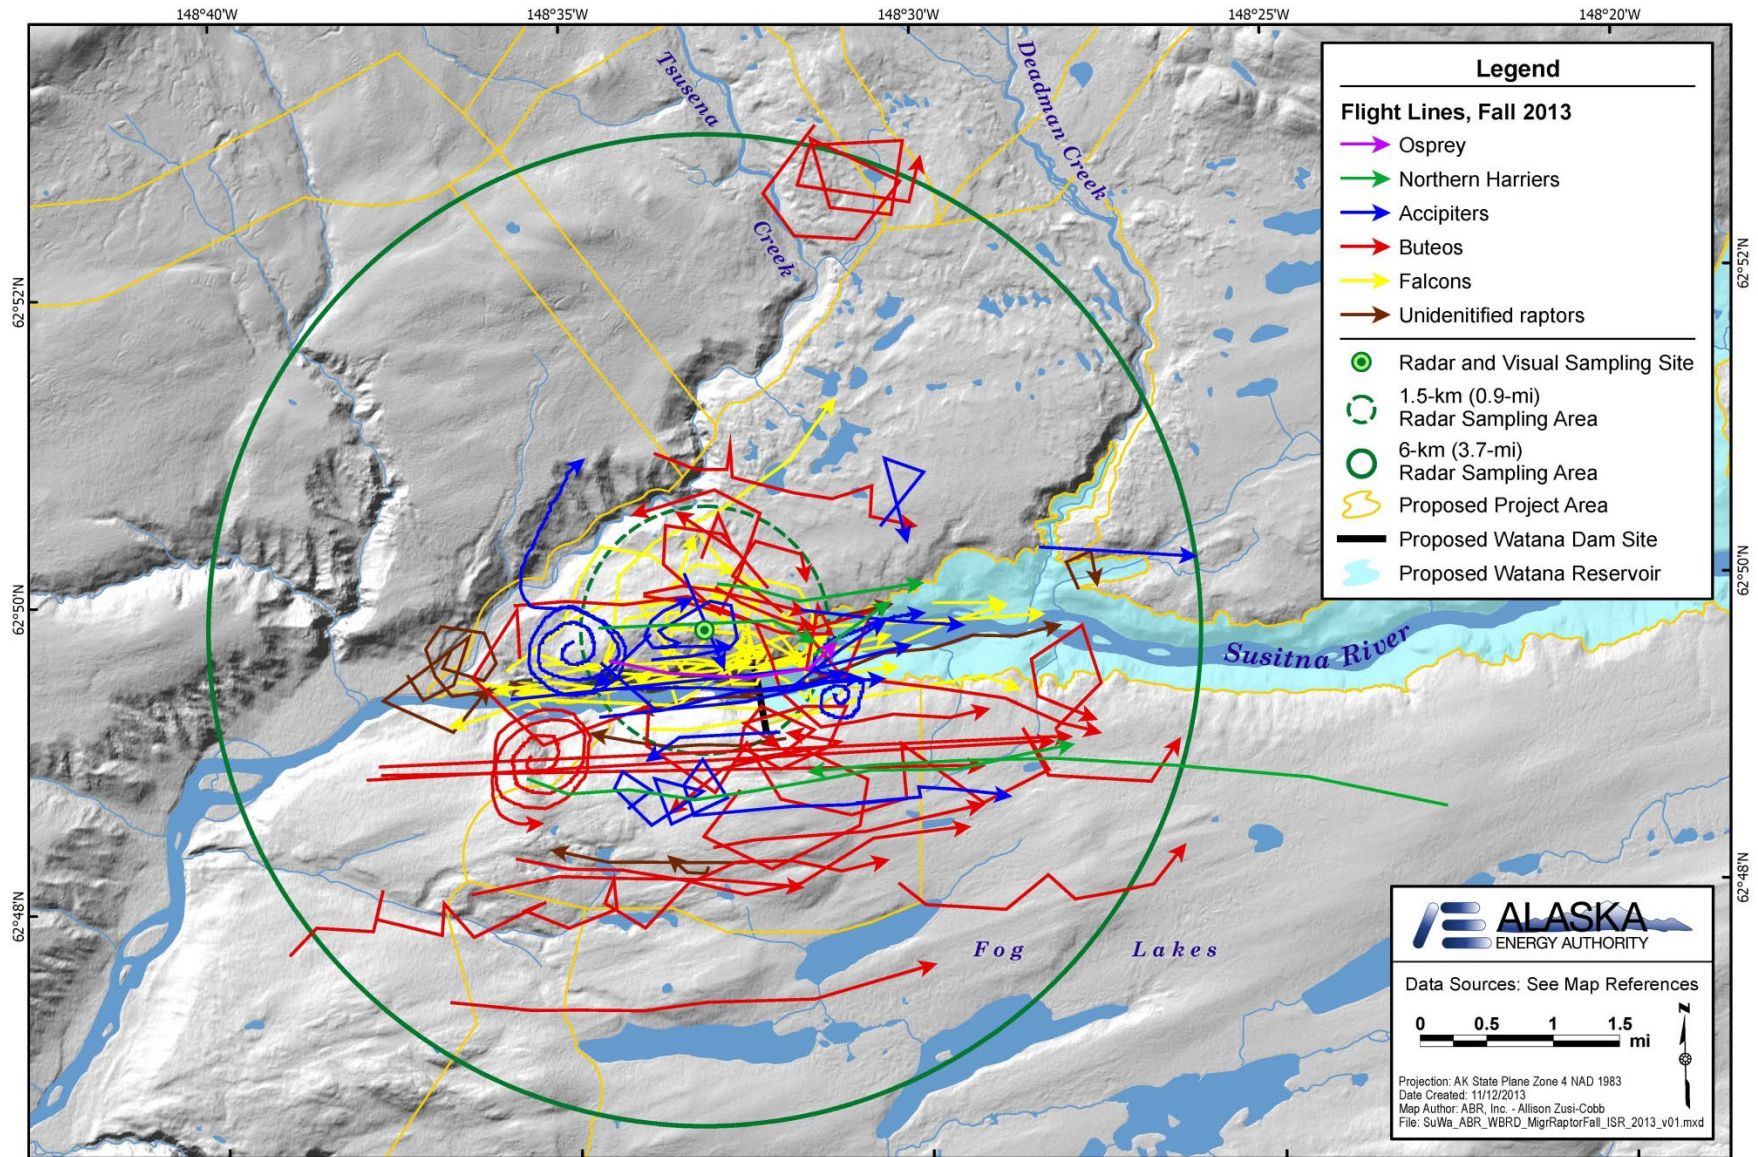 148°40'W
148°35'W
148°30'W
148°25'W
148°20'W
Tsusena
Creek
Deadman Creek
62°52'N
62°50'N
62°48'N
62°52'N
62°50'N
62°48'N
Legend
Flight Lines, Fall 2013
Osprey
Northern Harriers
Accipiters
Buteos
Falcons
Unidenitified raptors
Radar and Visual Sampling Site
1.5-km (0.9-mi)
Radar Sampling Area
6-km (3.7-mi)
Radar Sampling Area
Proposed Project Area
Proposed Watana Dam Site
Proposed Watana Reservoir
Susitna River
Fog Lakes
ALASKA
ENERGY AUTHORITY
Data Sources: See Map References
0 0.5 1 1.5
mi
N
Projection: AK State Plane Zone 4 NAD 1983
Date Created: 11/12/2013
Map Author: ABR, Inc. - Allison Zusi-Cobb
File: SuWa_ABR_WBRD_MigrRaptorFall_ISR_2013_v01.mxd